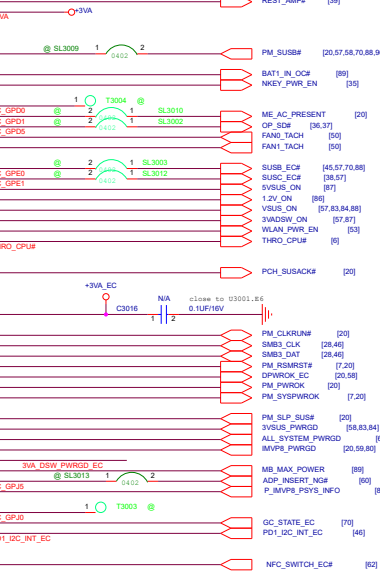 REST_AMP# [39]
+3VA
VA
@ SL3009 1 2 PM_SUSB# [20,57,58,70,88,9
0402
BAT1_IN_OC# [89]
NKEY_PWR_EN [35]
1 T3004 @
_GPD0 @ 2 1 SL3010 ME_AC_PRESENT [20]
_GPD1 @ 2 1 SL3002 OP_SD# [36,37]
0402
_GPD5 FAN0_TACH [50]
FAN1_TACH [50]
@ 2 1 SL3003 SUSB_EC# [45,57,70,88]
_GPE0 @ 2 1 SL3012 SUSC_EC# [38,57]
0402
_GPE1 5VSUS_ON [87]
1.2V_ON [86]
VSUS_ON [57,83,84,88]
3VADSW_ON [57,87]
WLAN_PWR_EN [53]
HRO_CPU# THRO_CPU# [6]
PCH_SUSACK# [20]
+3VA_EC
N/A close to U3001.E6
C3016 0.1UF/16V
1 2
PM_CLKRUN# [20]
SMB3_CLK [28,46]
SMB3_DAT [28,46]
PM_RSMRST# [7,20]
DPWROK_EC [20,58]
PM_PWROK [20]
PM_SYSPWROK [7,20]
PM_SLP_SUS# [20]
3VSUS_PWRGD [58,83,84]
ALL_SYSTEM_PWRGD [6
IMVP8_PWRGD [20,59,80]
3VA_DSW_PWRGD_EC
MB_MAX_POWER [89]
@ SL3013 1 2 ADP_INSERT_NG# [60]
0402
_GPJ5 P_IMVP8_PSYS_INFO [8
1 T3003 @
_GPJ0 GC_STATE_EC [70]
PD1_I2C_INT_EC [46]
D1_I2C_INT_EC
NFC_SWITCH_EC# [62]